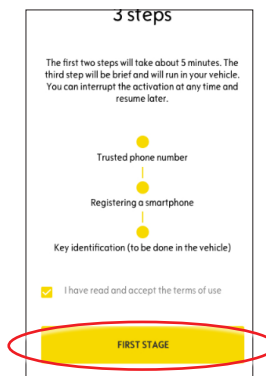 3 steps
The first two steps will take about 5 minutes. The
third step will be brief and will run in your vehicle.
You can interrupt the activation at any time and
resume later.
Trusted phone number
Registering a smartphone
Key identification (to be done in the vehicle)
I have read and accept the terms of use
FIRST STAGE